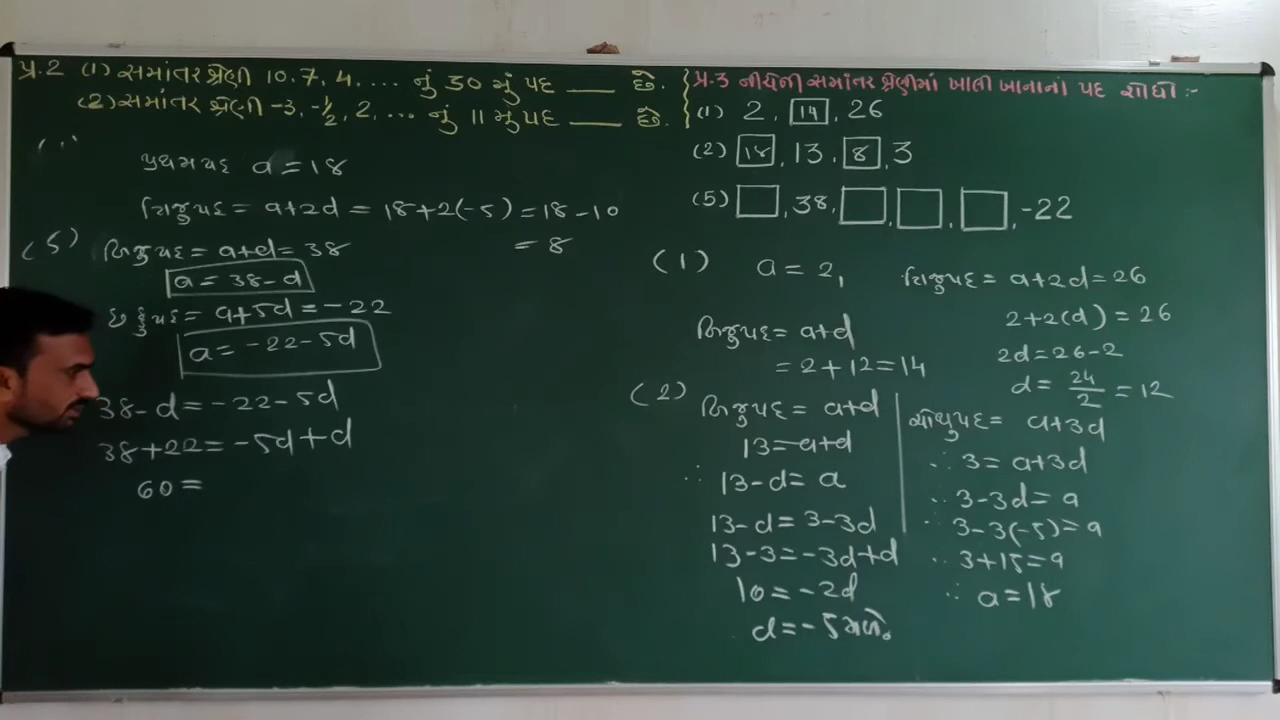 પ્ર.2 (1) સમાંતર શ્રેણી 10. 7, 4, .... નું 30 મું પદ ___ છે.
(2) સમાંતર શ્રેણી -3, -1/2, 2, ... નું 11 મું પદ ___ છે.
(1)
પ્રથમ પદ a = 18
ત્રિજુ પદ = a+2d = 18+2(-5) = 18-10
= 8
(5) બિજુ પદ = a+d = 38
a = 38-d
છઠ્ઠુ પદ = a+5d = -22
a = -22-5d
38-d = -22-5d
38+22 = -5d+d
60 =
પ્ર.3 નીચેની સમાંતર શ્રેણીમાં ખાલી ખાનાનાં પદ શોધો :-
(1) 2, 14, 26
(2) 18, 13, 8, 3
(5) □, 38, □, □, □, -22
(1) a = 2,
બિજુ પદ = a+d
= 2+12 = 14
ત્રિજુ પદ = a+2d = 26
2+2(d) = 26
2d = 26-2
d = 24/2 = 12
(2) બિજુ પદ = a+d
13 = a+d
∴ 13-d = a
13-d = 3-3d
13-3 = -3d+d
10 = -2d
d = -5 મળે.
ચોથુ પદ = a+3d
∴ 3 = a+3d
∴ 3-3d = a
∴ 3-3(-5) = a
∴ 3+15 = a
∴ a = 18